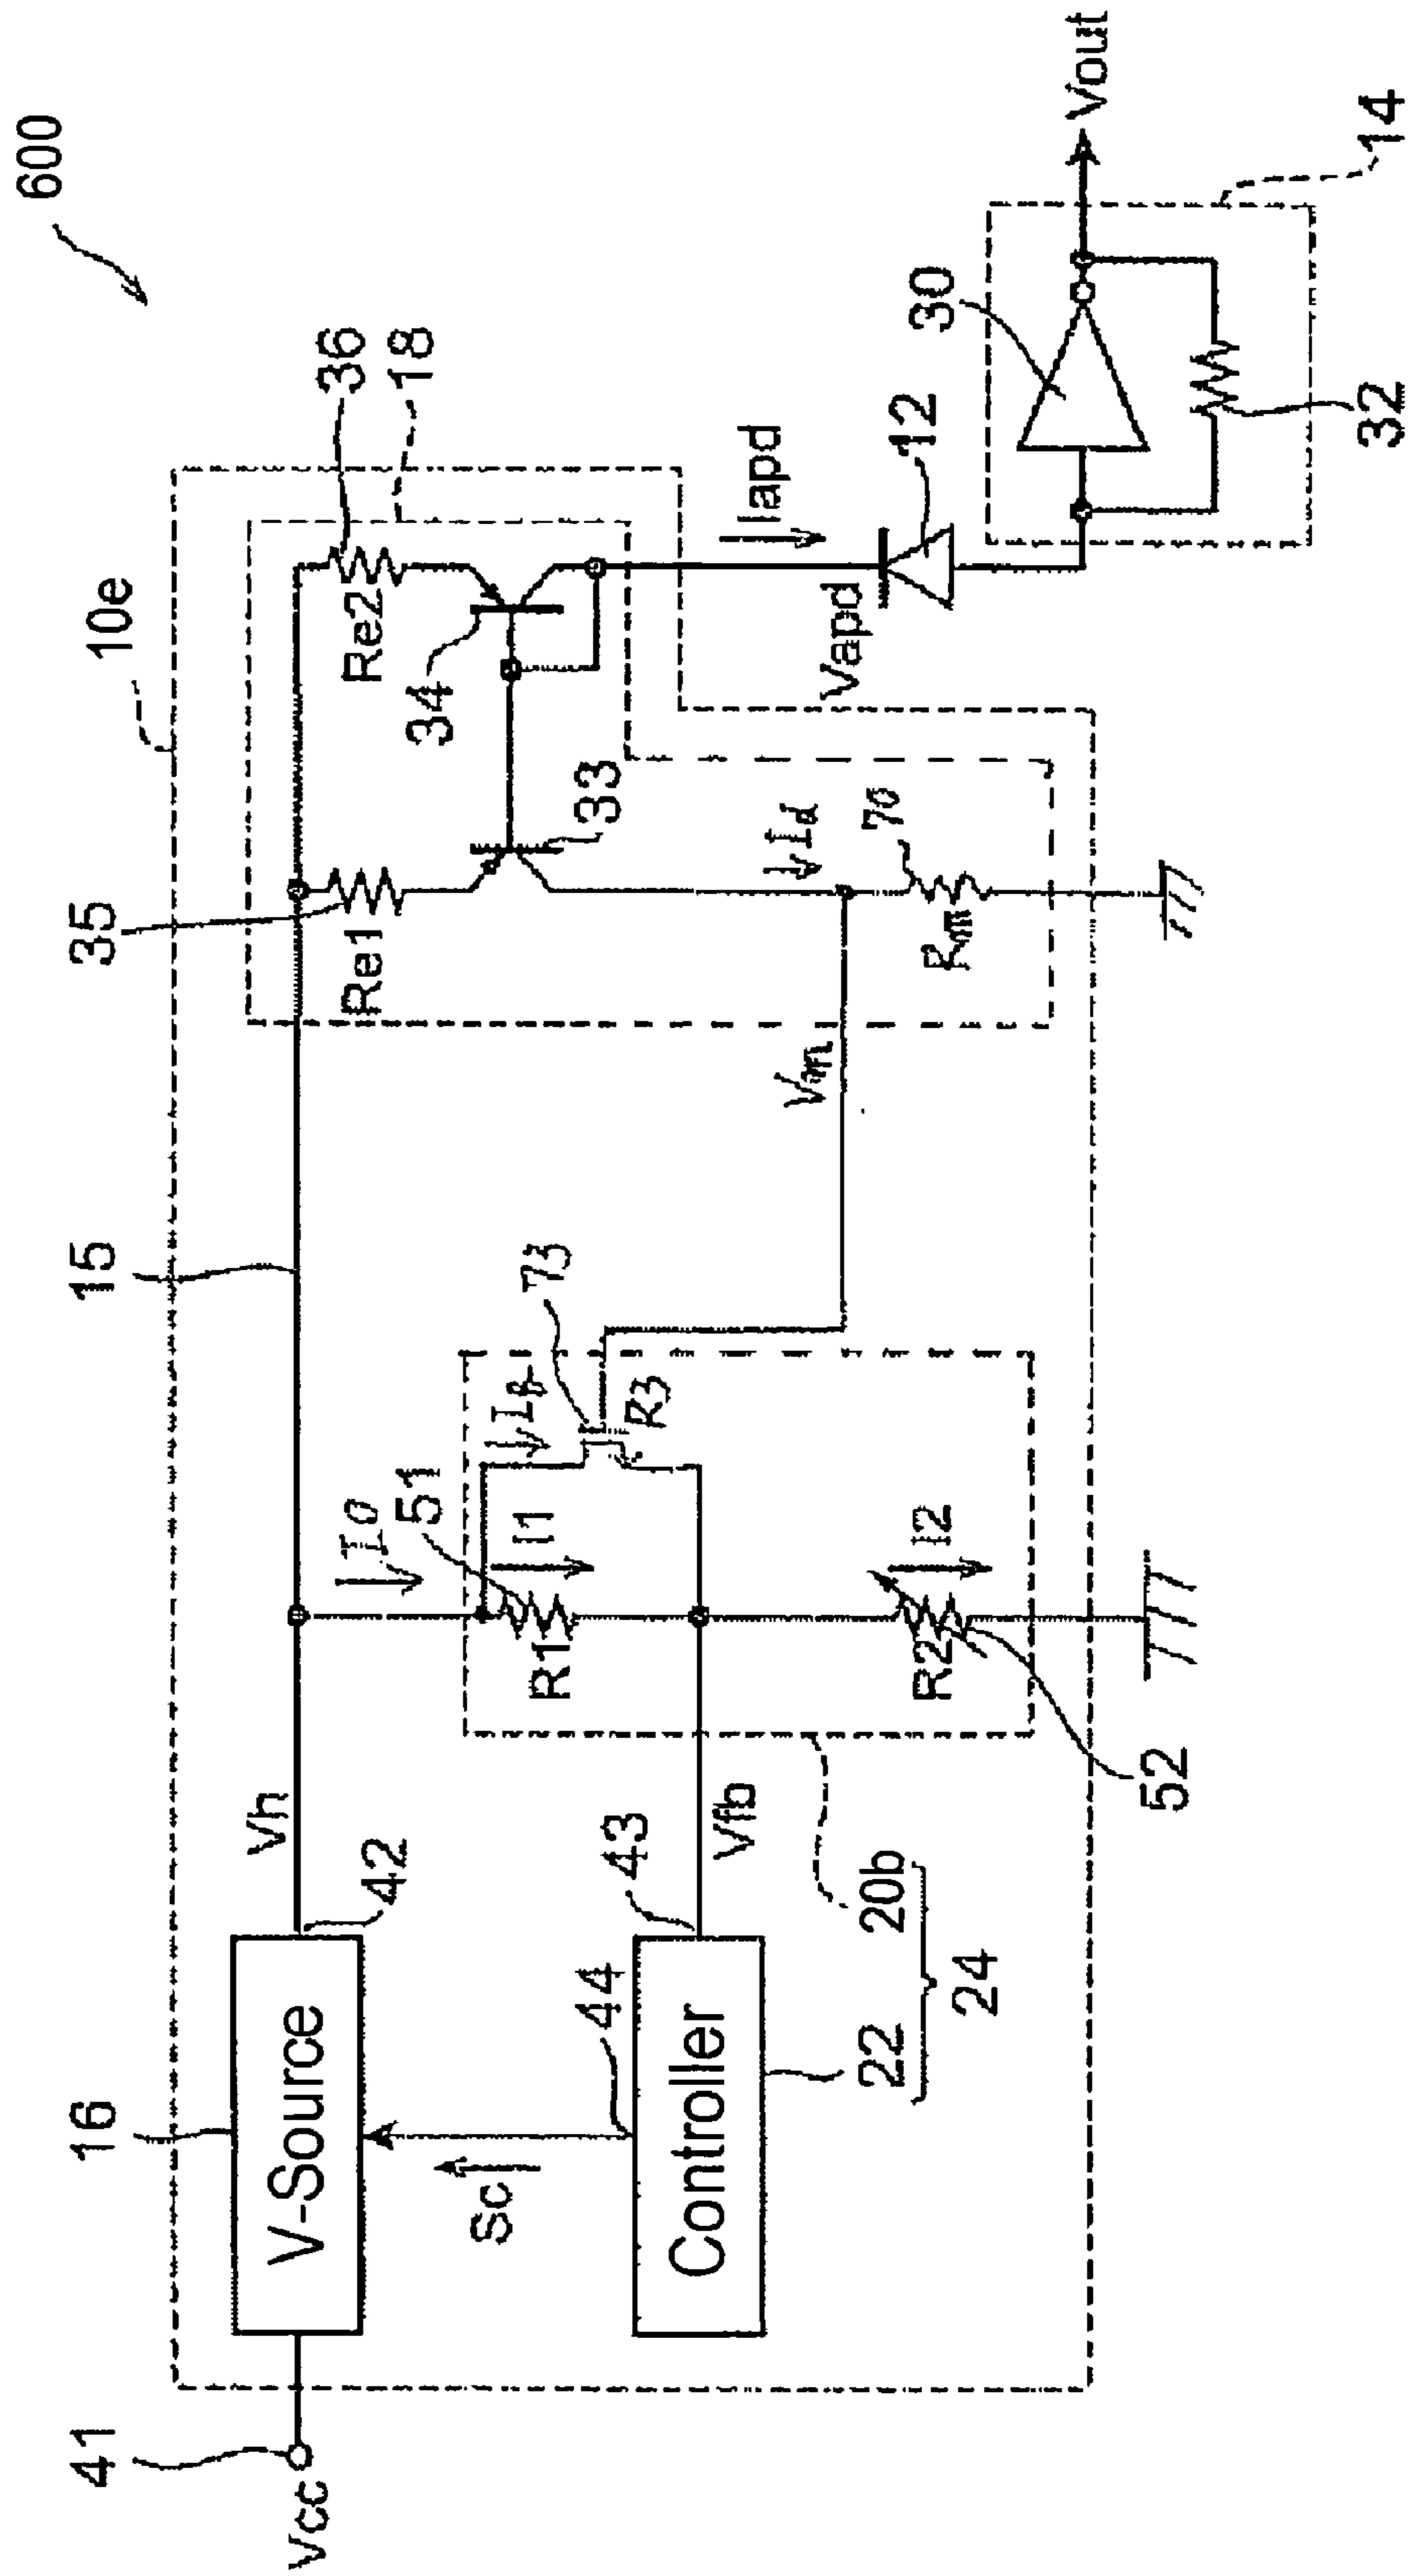 600
10e
41
16
15
35
36
18
Vcc
V-Source
Vh
42
I0
Re1
Re2
34
33
Sc
44
Controller
43
Vfb
R1
51
I1
73
R3
Vm
Id
70
Rm
Iapd
Vapd
12
30
Vout
22
20b
24
R2
I2
52
32
14